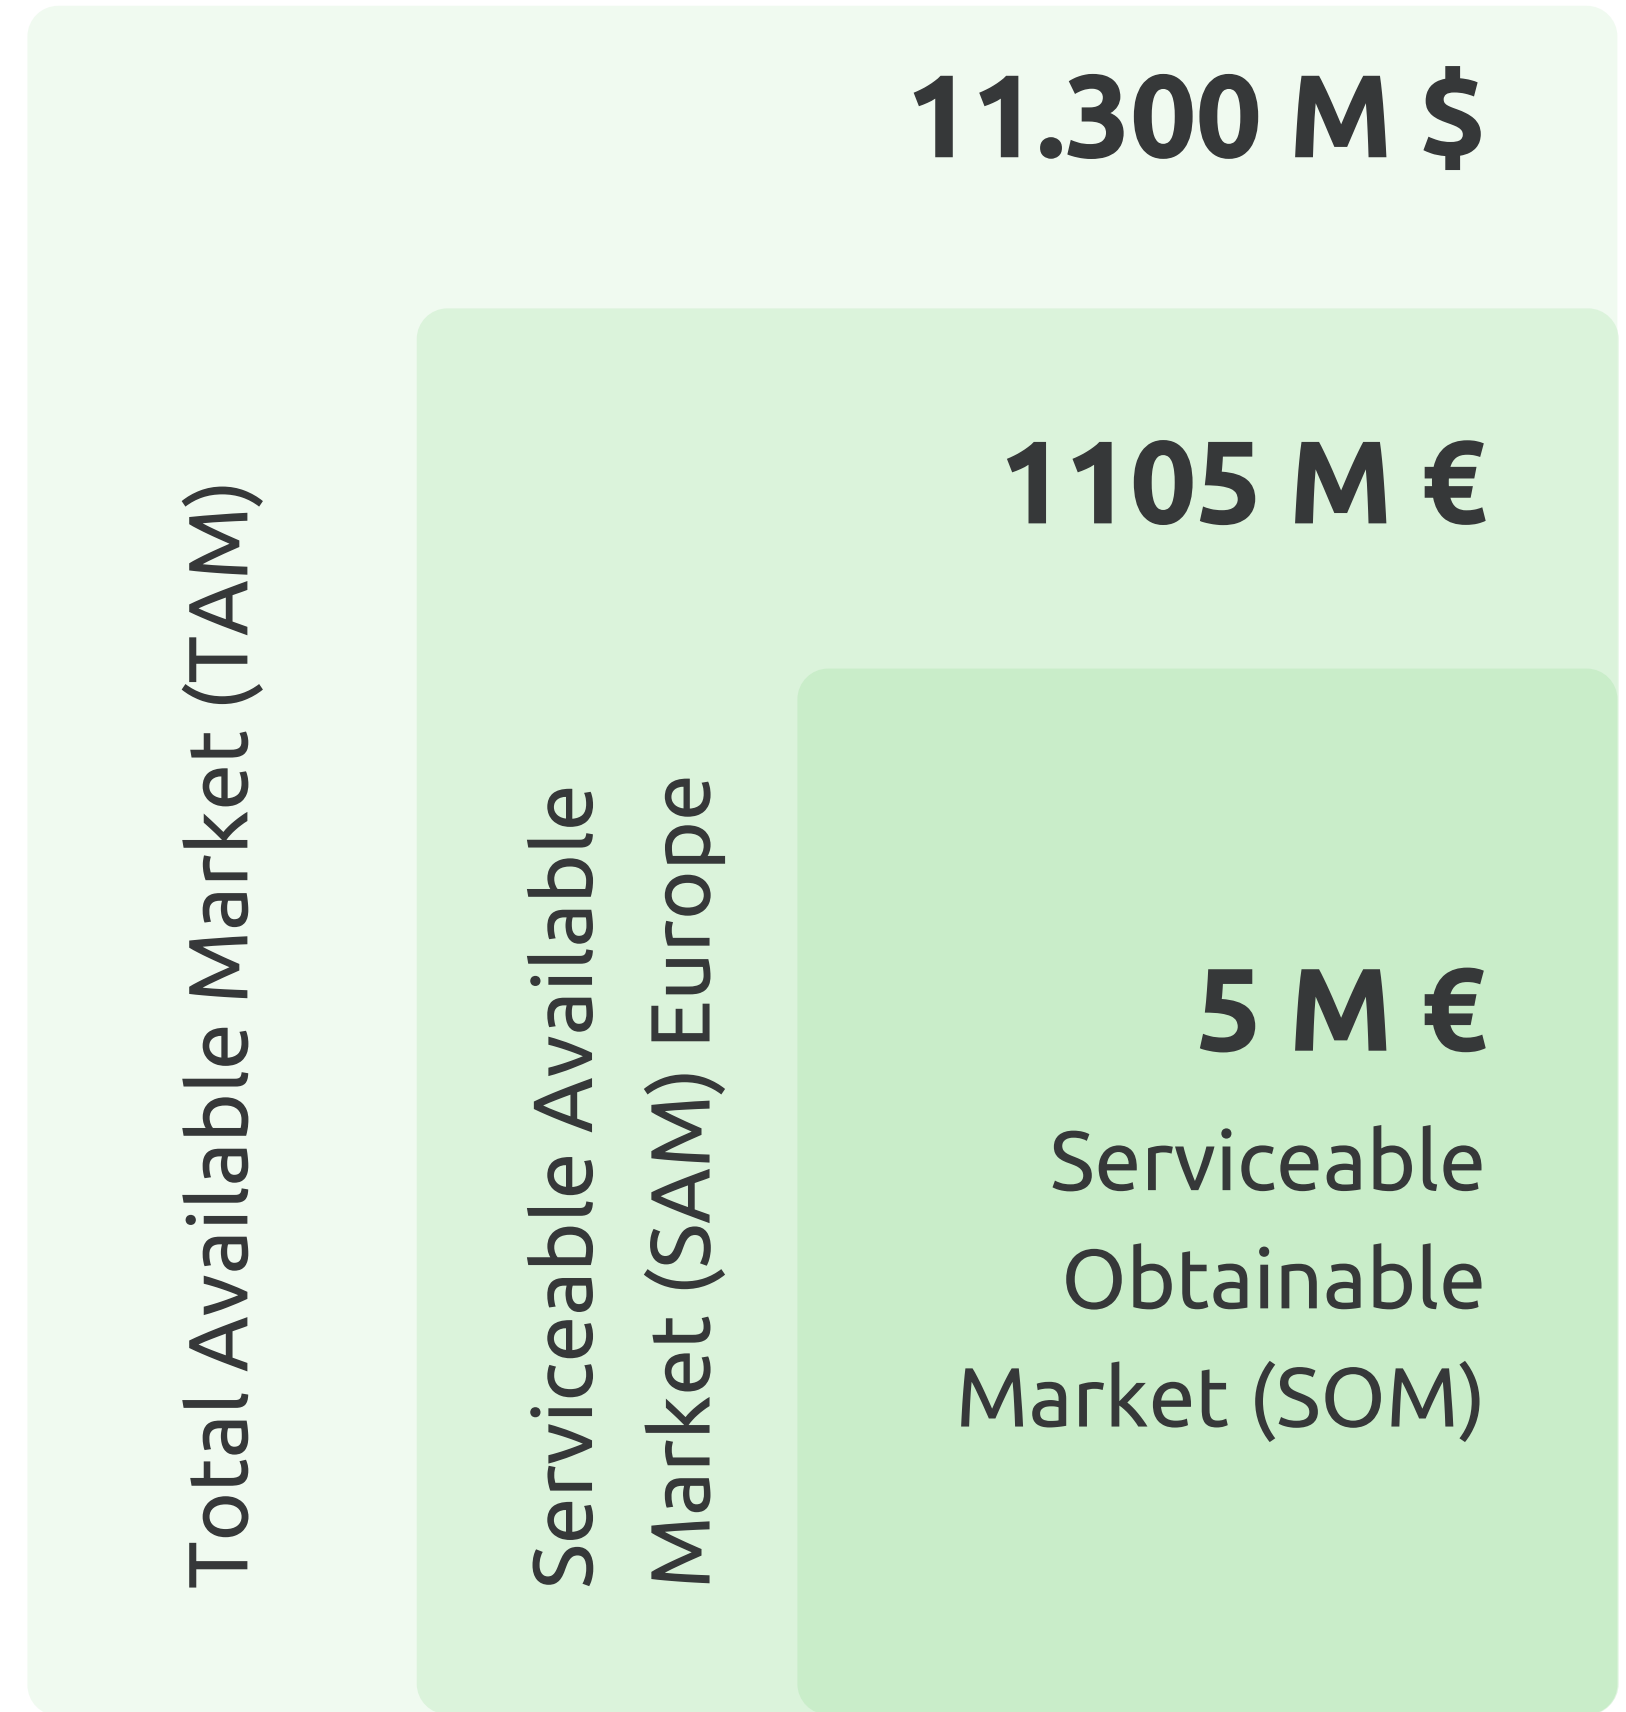 11.300 M $
Total Available Market (TAM)
1105 M €
Serviceable Available
Market (SAM) Europe
5 M €
Serviceable
Obtainable
Market (SOM)